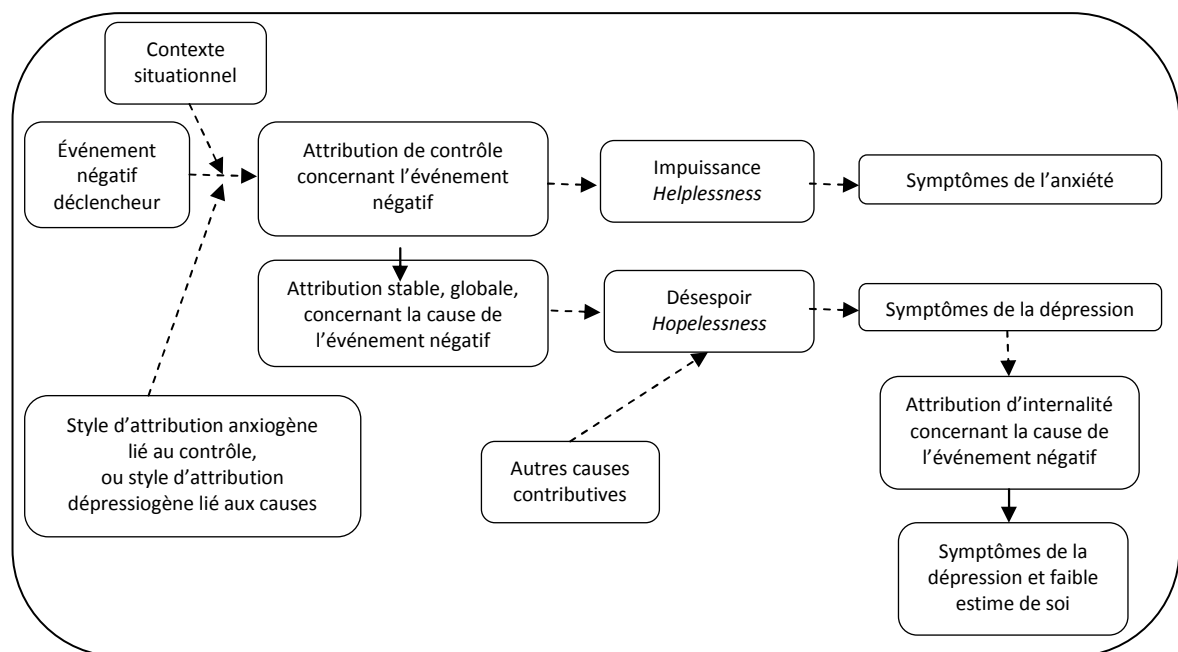 Contexte
situationnel
Événement
négatif
déclencheur
Attribution de contrôle
concernant l'événement
négatif
Impuissance
Helplessness
Symptômes de l'anxiété
Attribution stable, globale,
concernant la cause de
l'événement négatif
Désespoir
Hopelessness
Symptômes de la dépression
Style d'attribution anxiogène
lié au contrôle,
ou style d'attribution
dépressiogène lié aux causes
Autres causes
contributives
Attribution d'internalité
concernant la cause de
l'événement négatif
Symptômes de la
dépression et faible
estime de soi